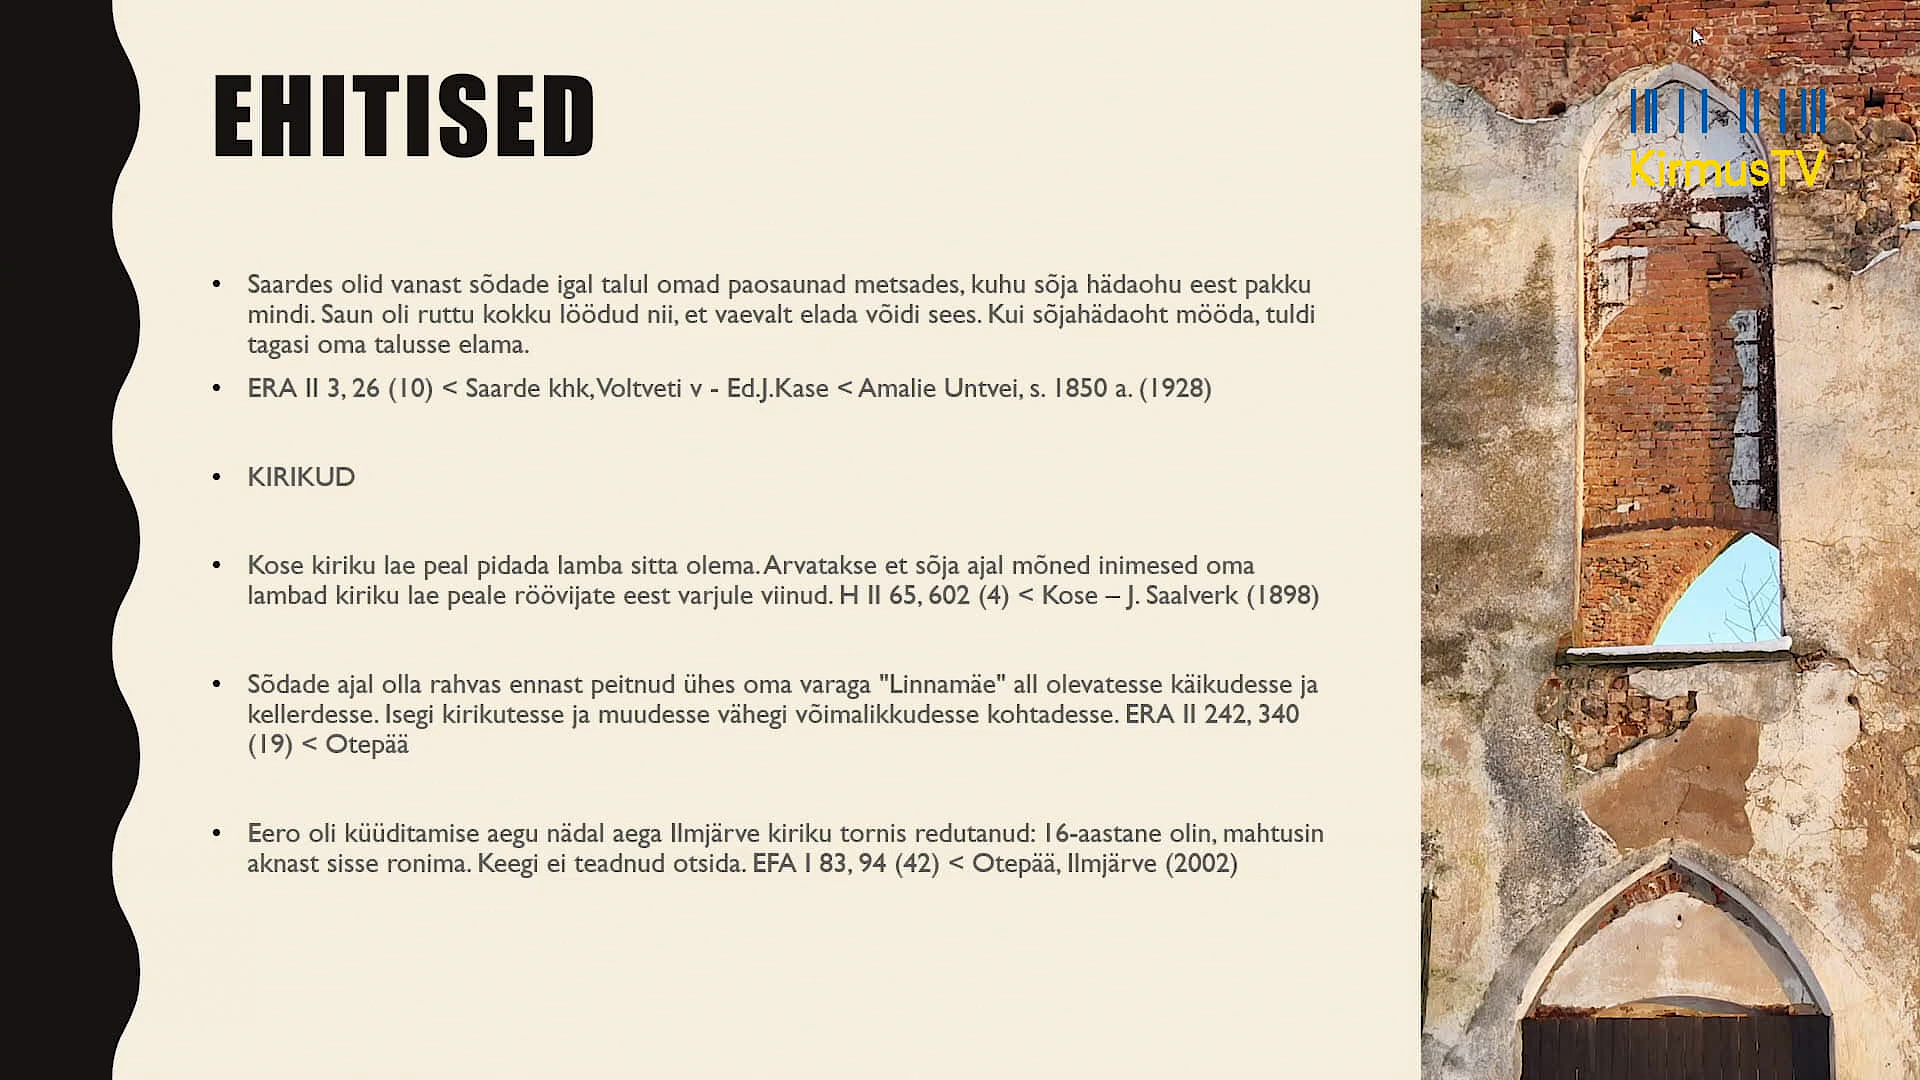 EHITISED
KirmusTV
• Saardes olid vanast sõdade igal talul omad paosaunad metsades, kuhu sõja hädaohu eest pakku
mindi. Saun oli ruttu kokku löödud nii, et vaevalt elada võidi sees. Kui sõjahädaoht mööda, tuldi
tagasi oma talusse elama.
• ERA II 3, 26 (10) < Saarde khk, Voltveti v - Ed.J.Kase < Amalie Untvei, s. 1850 a. (1928)
• KIRIKUD
• Kose kiriku lae peal pidada lamba sitta olema. Arvatakse et sõja ajal mõned inimesed oma
lambad kiriku lae peale röövijate eest varjule viinud. H II 65, 602 (4) < Kose – J. Saalverk (1898)
• Sõdade ajal olla rahvas ennast peitnud ühes oma varaga "Linnamäe" all olevatesse käikudesse ja
kellerdesse. Isegi kirikutesse ja muudesse vähegi võimalikkudesse kohtadesse. ERA II 242, 340
(19) < Otepää
• Eero oli küüditamise aegu nädal aega Ilmjärve kiriku tornis redutanud: 16-aastane olin, mahtusin
aknast sisse ronima. Keegi ei teadnud otsida. EFA I 83, 94 (42) < Otepää, Ilmjärve (2002)